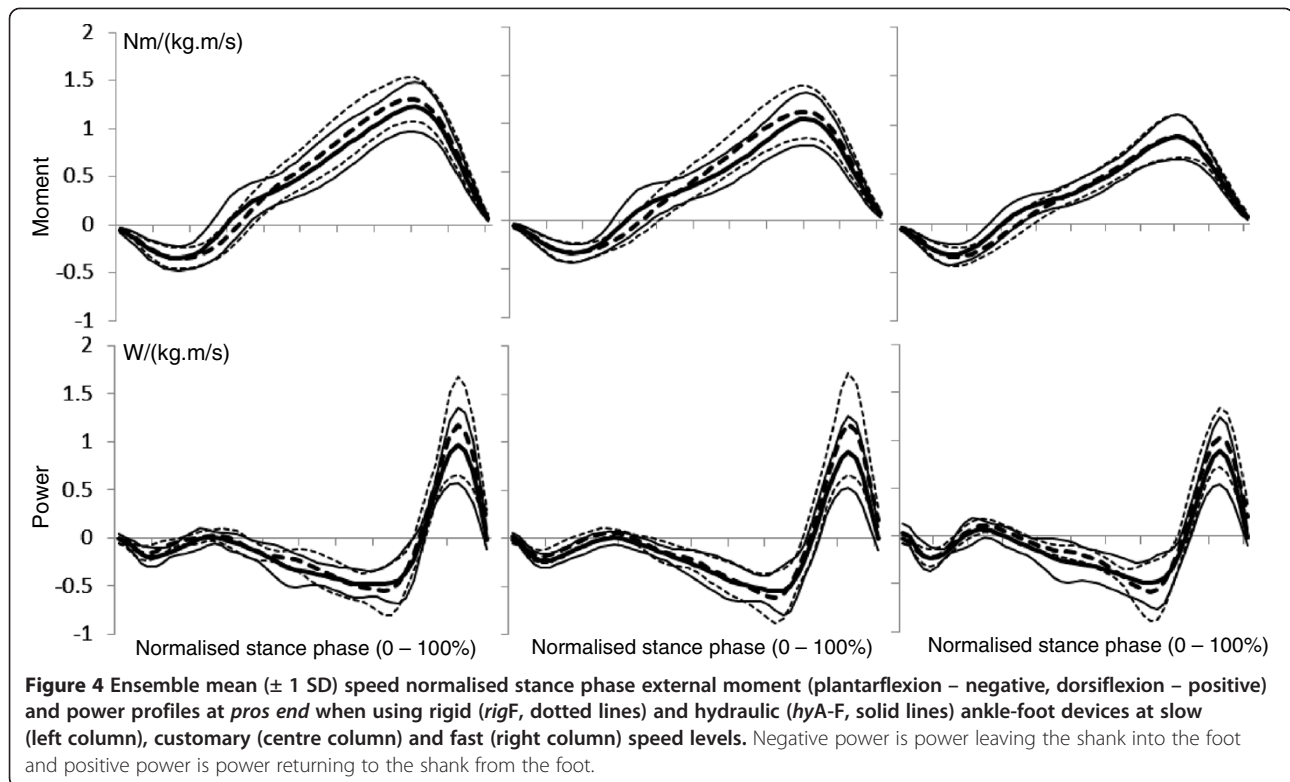 2
Nm/(kg.m/s)
1.5
1
0.5
0
-0.5
-1
Moment
2
W/(kg.m/s)
1.5
1
0.5
0
-0.5
-1
Power
Normalised stance phase (0 – 100%)
Normalised stance phase (0 – 100%)
Normalised stance phase (0 – 100%)
Figure 4 Ensemble mean (± 1 SD) speed normalised stance phase external moment (plantarflexion – negative, dorsiflexion – positive)
and power profiles at pros end when using rigid (rigF, dotted lines) and hydraulic (hyA-F, solid lines) ankle-foot devices at slow
(left column), customary (centre column) and fast (right column) speed levels. Negative power is power leaving the shank into the foot
and positive power is power returning to the shank from the foot.